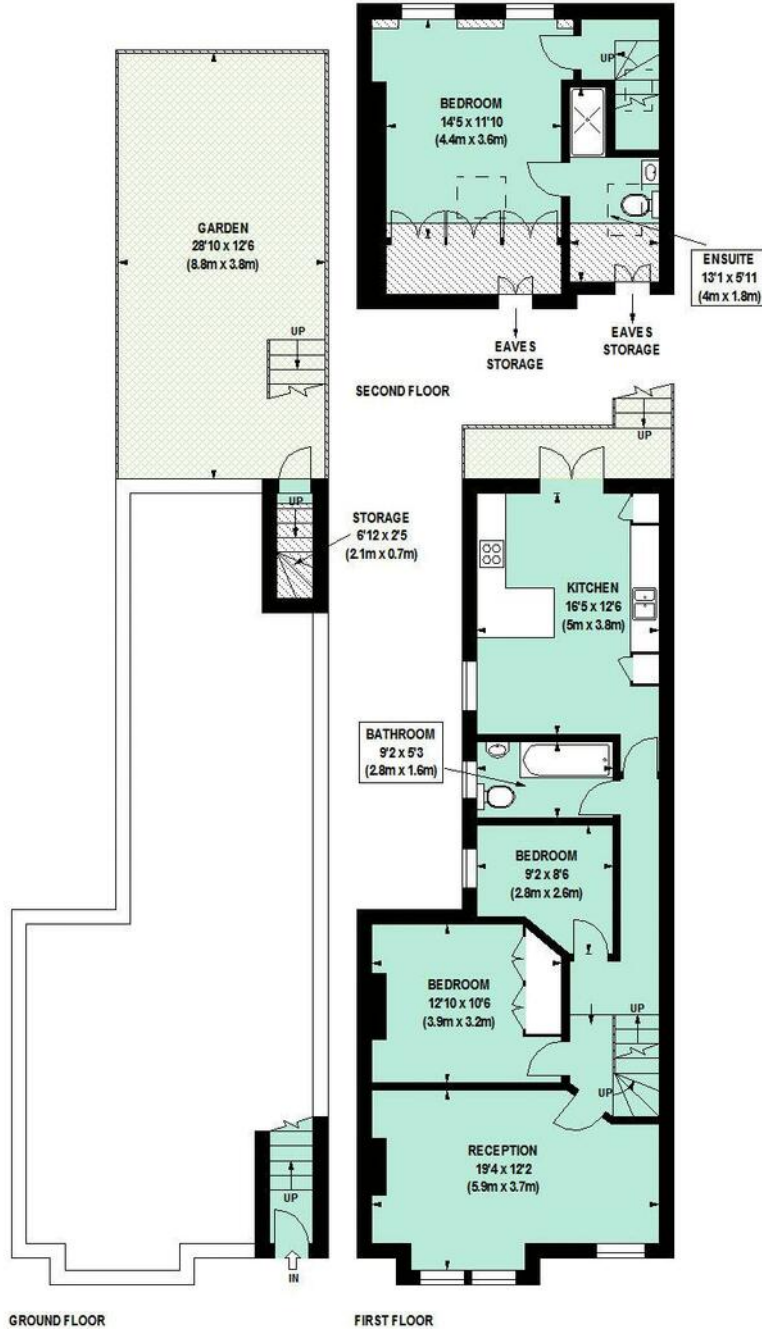 BEDROOM
14'5 x 11'10
(4.4m x 3.6m)
UP
ENSUITE
13'1 x 5'11
(4m x 1.8m)
EAVES
STORAGE
EAVES
STORAGE
SECOND FLOOR
GARDEN
28'10 x 12'6
(8.8m x 3.8m)
UP
UP
STORAGE
6'12 x 2'5
(2.1m x 0.7m)
UP
IN
GROUND FLOOR
UP
KITCHEN
16'5 x 12'6
(5m x 3.8m)
BATHROOM
9'2 x 5'3
(2.8m x 1.6m)
BEDROOM
9'2 x 8'6
(2.8m x 2.6m)
BEDROOM
12'10 x 10'6
(3.9m x 3.2m)
UP
UP
RECEPTION
19'4 x 12'2
(5.9m x 3.7m)
FIRST FLOOR